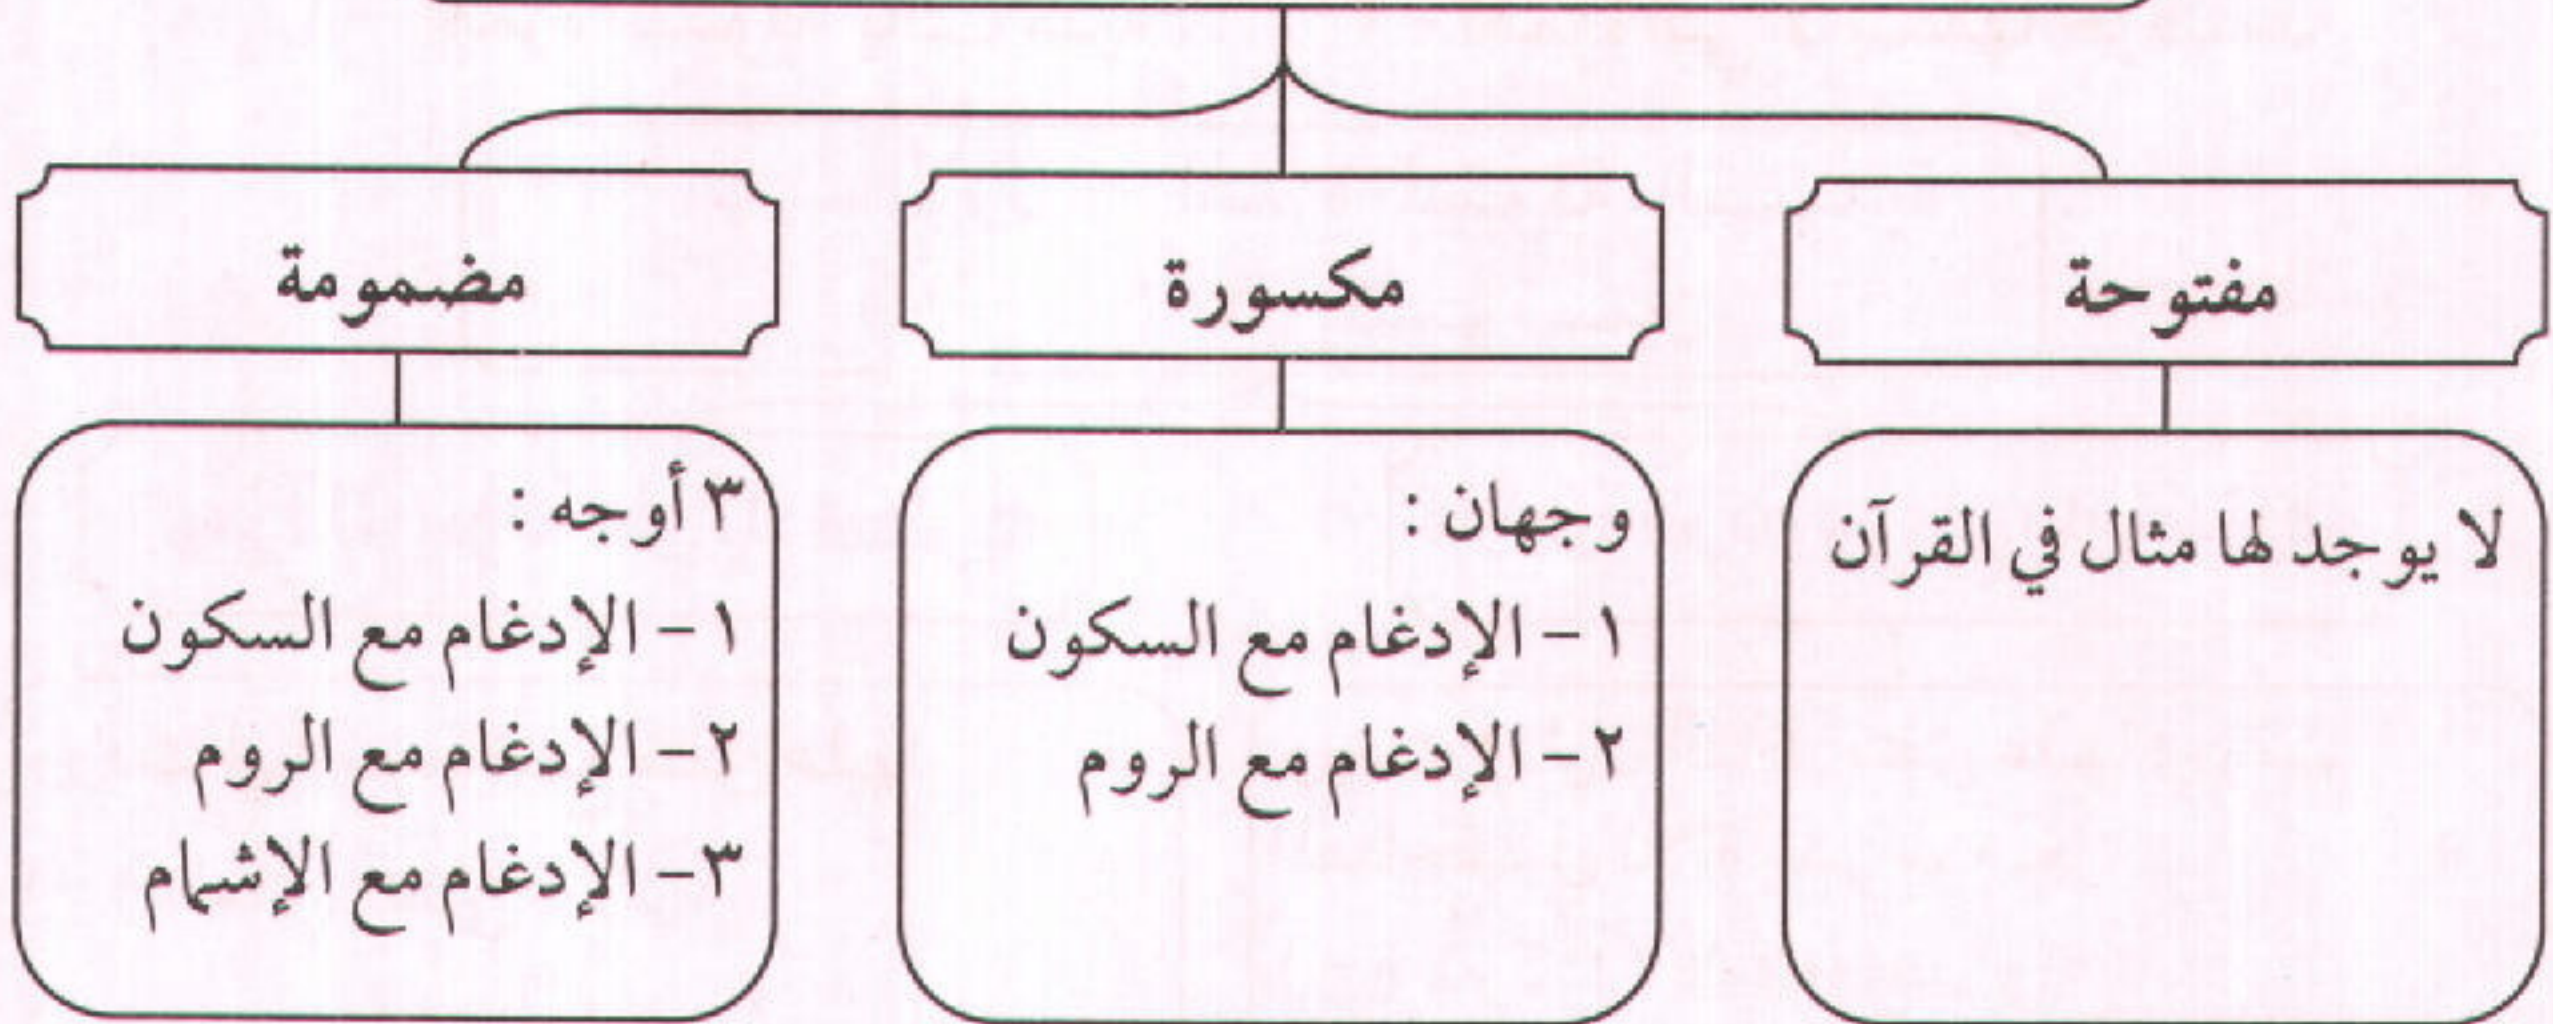 مفتوحة
لا يوجد لها مثال في القرآن
مكسورة
وجهان :
١ - الإدغام مع السكون
٢ - الإدغام مع الروم
مضمومة
٣ أوجه :
١ - الإدغام مع السكون
٢ - الإدغام مع الروم
٣ - الإدغام مع الإشمام